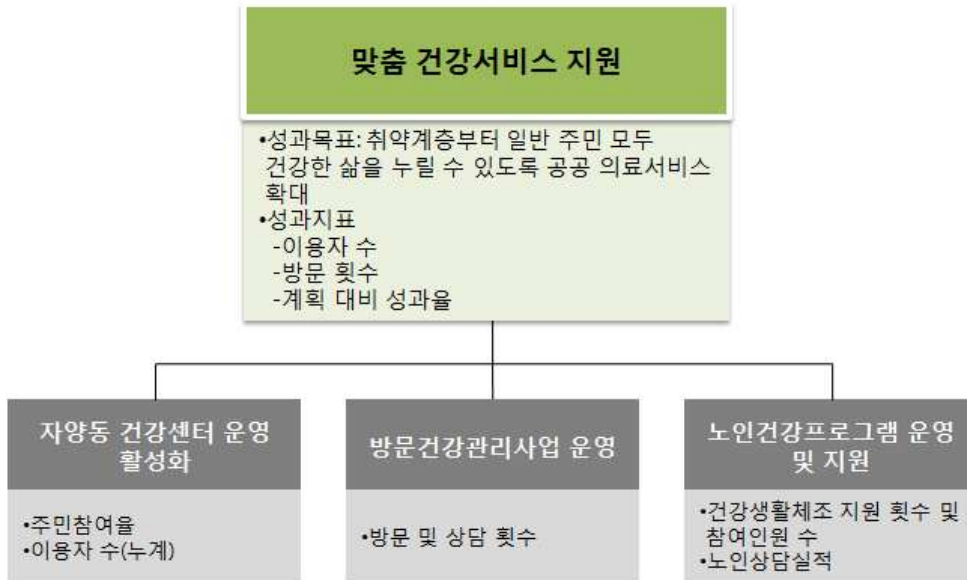 맞춤 건강서비스 지원
•성과목표: 취약계층부터 일반 주민 모두
건강한 삶을 누릴 수 있도록 공공 의료서비스
확대
•성과지표
-이용자 수
-방문 횟수
-계획 대비 성과율
자양동 건강센터 운영
활성화
•주민참여율
•이용자 수(누계)
방문건강관리사업 운영
•방문 및 상담 횟수
노인건강프로그램 운영
및 지원
•건강생활체조 지원 횟수 및
참여인원 수
•노인상담실적